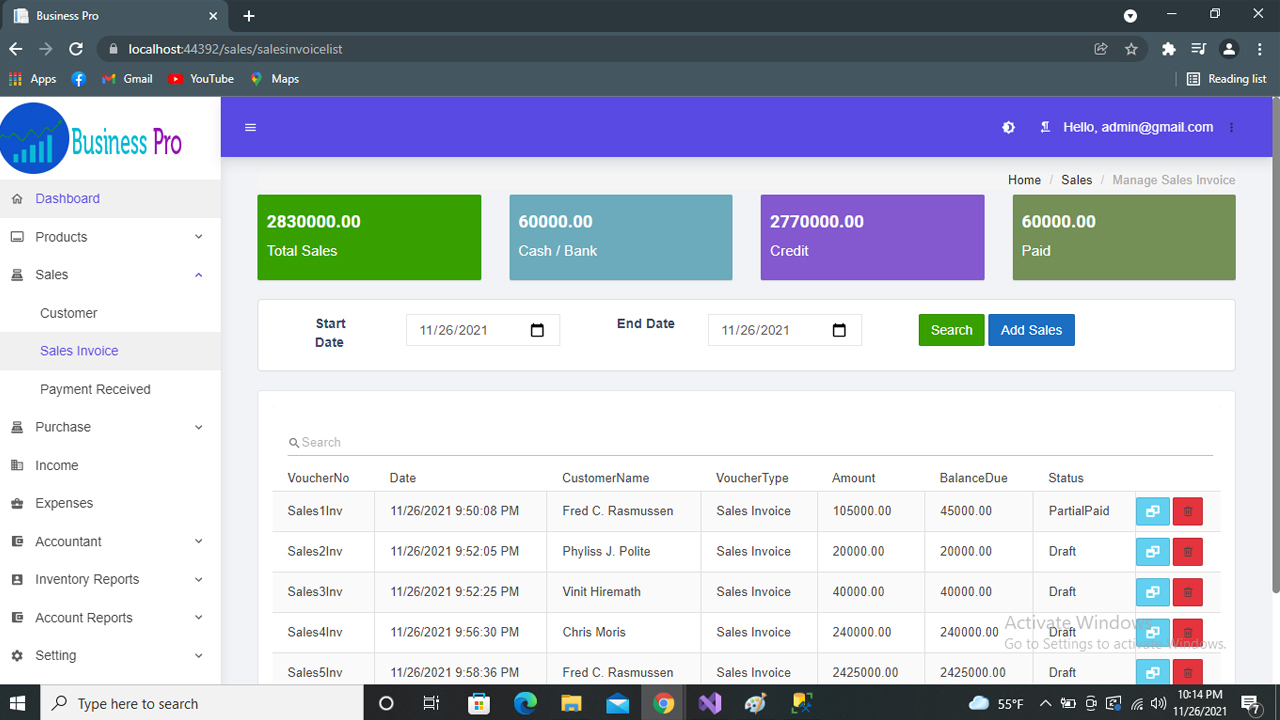 Business Pro
localhost:44392/sales/salesinvoicelist
Apps Gmail YouTube Maps Reading list
Business Pro
Hello, admin@gmail.com
Home / Sales / Manage Sales Invoice
Dashboard
Products
Sales
Customer
Sales Invoice
Payment Received
Purchase
Income
Expenses
Accountant
Inventory Reports
Account Reports
Setting
2830000.00
Total Sales
60000.00
Cash / Bank
2770000.00
Credit
60000.00
Paid
Start
Date
11/26/2021
End Date
11/26/2021
Search
Add Sales
Search
VoucherNo Date CustomerName VoucherType Amount BalanceDue Status
Sales1Inv 11/26/2021 9:50:08 PM Fred C. Rasmussen Sales Invoice 105000.00 45000.00 PartialPaid
Sales2Inv 11/26/2021 9:52:05 PM Phyliss J. Polite Sales Invoice 20000.00 20000.00 Draft
Sales3Inv 11/26/2021 9:52:25 PM Vinit Hiremath Sales Invoice 40000.00 40000.00 Draft
Sales4Inv 11/26/2021 9:56:30 PM Chris Moris Sales Invoice 240000.00 240000.00 Draft
Sales5Inv 11/26/2021 9:58:36 PM Fred C. Rasmussen Sales Invoice 2425000.00 2425000.00 Draft
Activate Windows
Go to Settings to activate Windows.
Type here to search
55°F
10:14 PM
11/26/2021
7